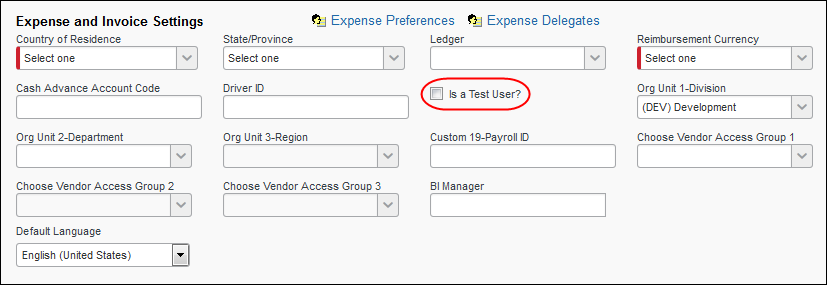 Expense and Invoice Settings Expense Preferences Expense Delegates
Country of Residence State/Province Ledger Reimbursement Currency
Select one Select one Select one
Cash Advance Account Code Driver ID Is a Test User? Org Unit 1-Division
(DEV) Development
Org Unit 2-Department Org Unit 3-Region Custom 19-Payroll ID Choose Vendor Access Group 1
Choose Vendor Access Group 2 Choose Vendor Access Group 3 BI Manager
Default Language
English (United States)